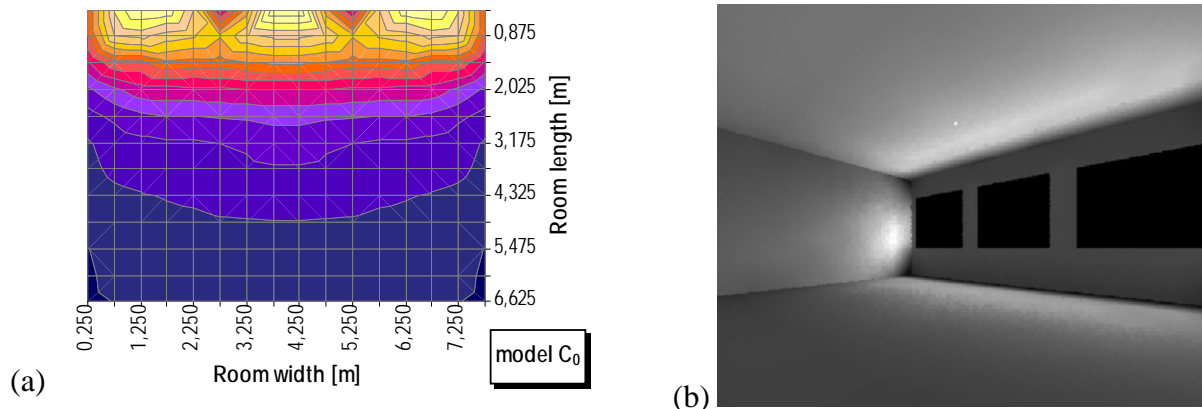 0,875
2,025
3,175
4,325
5,475
6,625
Room length [m]
0,250
1,250
2,250
3,250
4,250
5,250
6,250
7,250
Room width [m]
model C₀
(a)
(b)